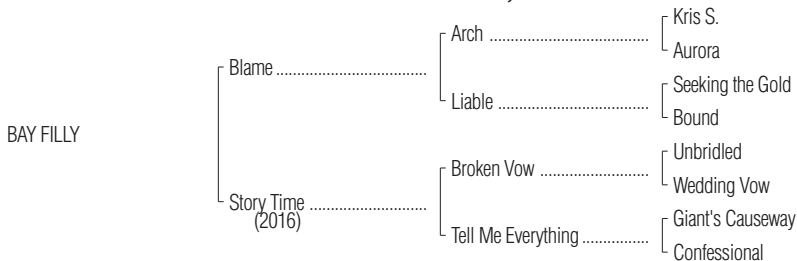 Kris S.
Arch ......................................
Aurora
Blame ...................................
Seeking the Gold
Liable ....................................
Bound
BAY FILLY
Unbridled
Broken Vow .........................
Wedding Vow
Story Time ...........................
(2016)
Giant's Causeway
Tell Me Everything ................
Confessional